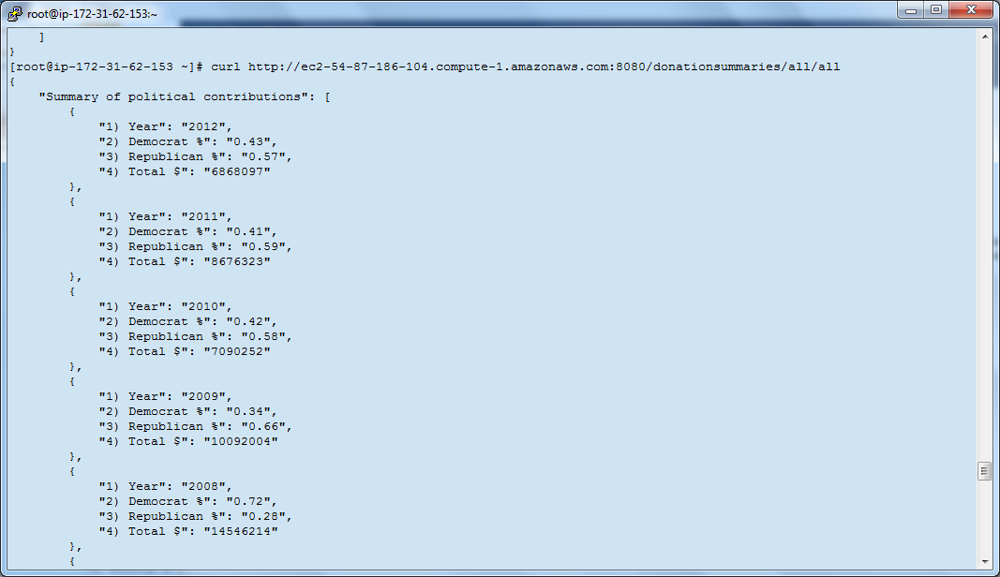 root@ip-172-31-62-153:~
    ]
}
[root@ip-172-31-62-153 ~]# curl http://ec2-54-87-186-104.compute-1.amazonaws.com:8080/donationsummaries/all/all
{
    "Summary of political contributions": [
        {
            "1) Year": "2012",
            "2) Democrat %": "0.43",
            "3) Republican %": "0.57",
            "4) Total $": "6868097"
        },
        {
            "1) Year": "2011",
            "2) Democrat %": "0.41",
            "3) Republican %": "0.59",
            "4) Total $": "8676323"
        },
        {
            "1) Year": "2010",
            "2) Democrat %": "0.42",
            "3) Republican %": "0.58",
            "4) Total $": "7090252"
        },
        {
            "1) Year": "2009",
            "2) Democrat %": "0.34",
            "3) Republican %": "0.66",
            "4) Total $": "10092004"
        },
        {
            "1) Year": "2008",
            "2) Democrat %": "0.72",
            "3) Republican %": "0.28",
            "4) Total $": "14546214"
        },
        {